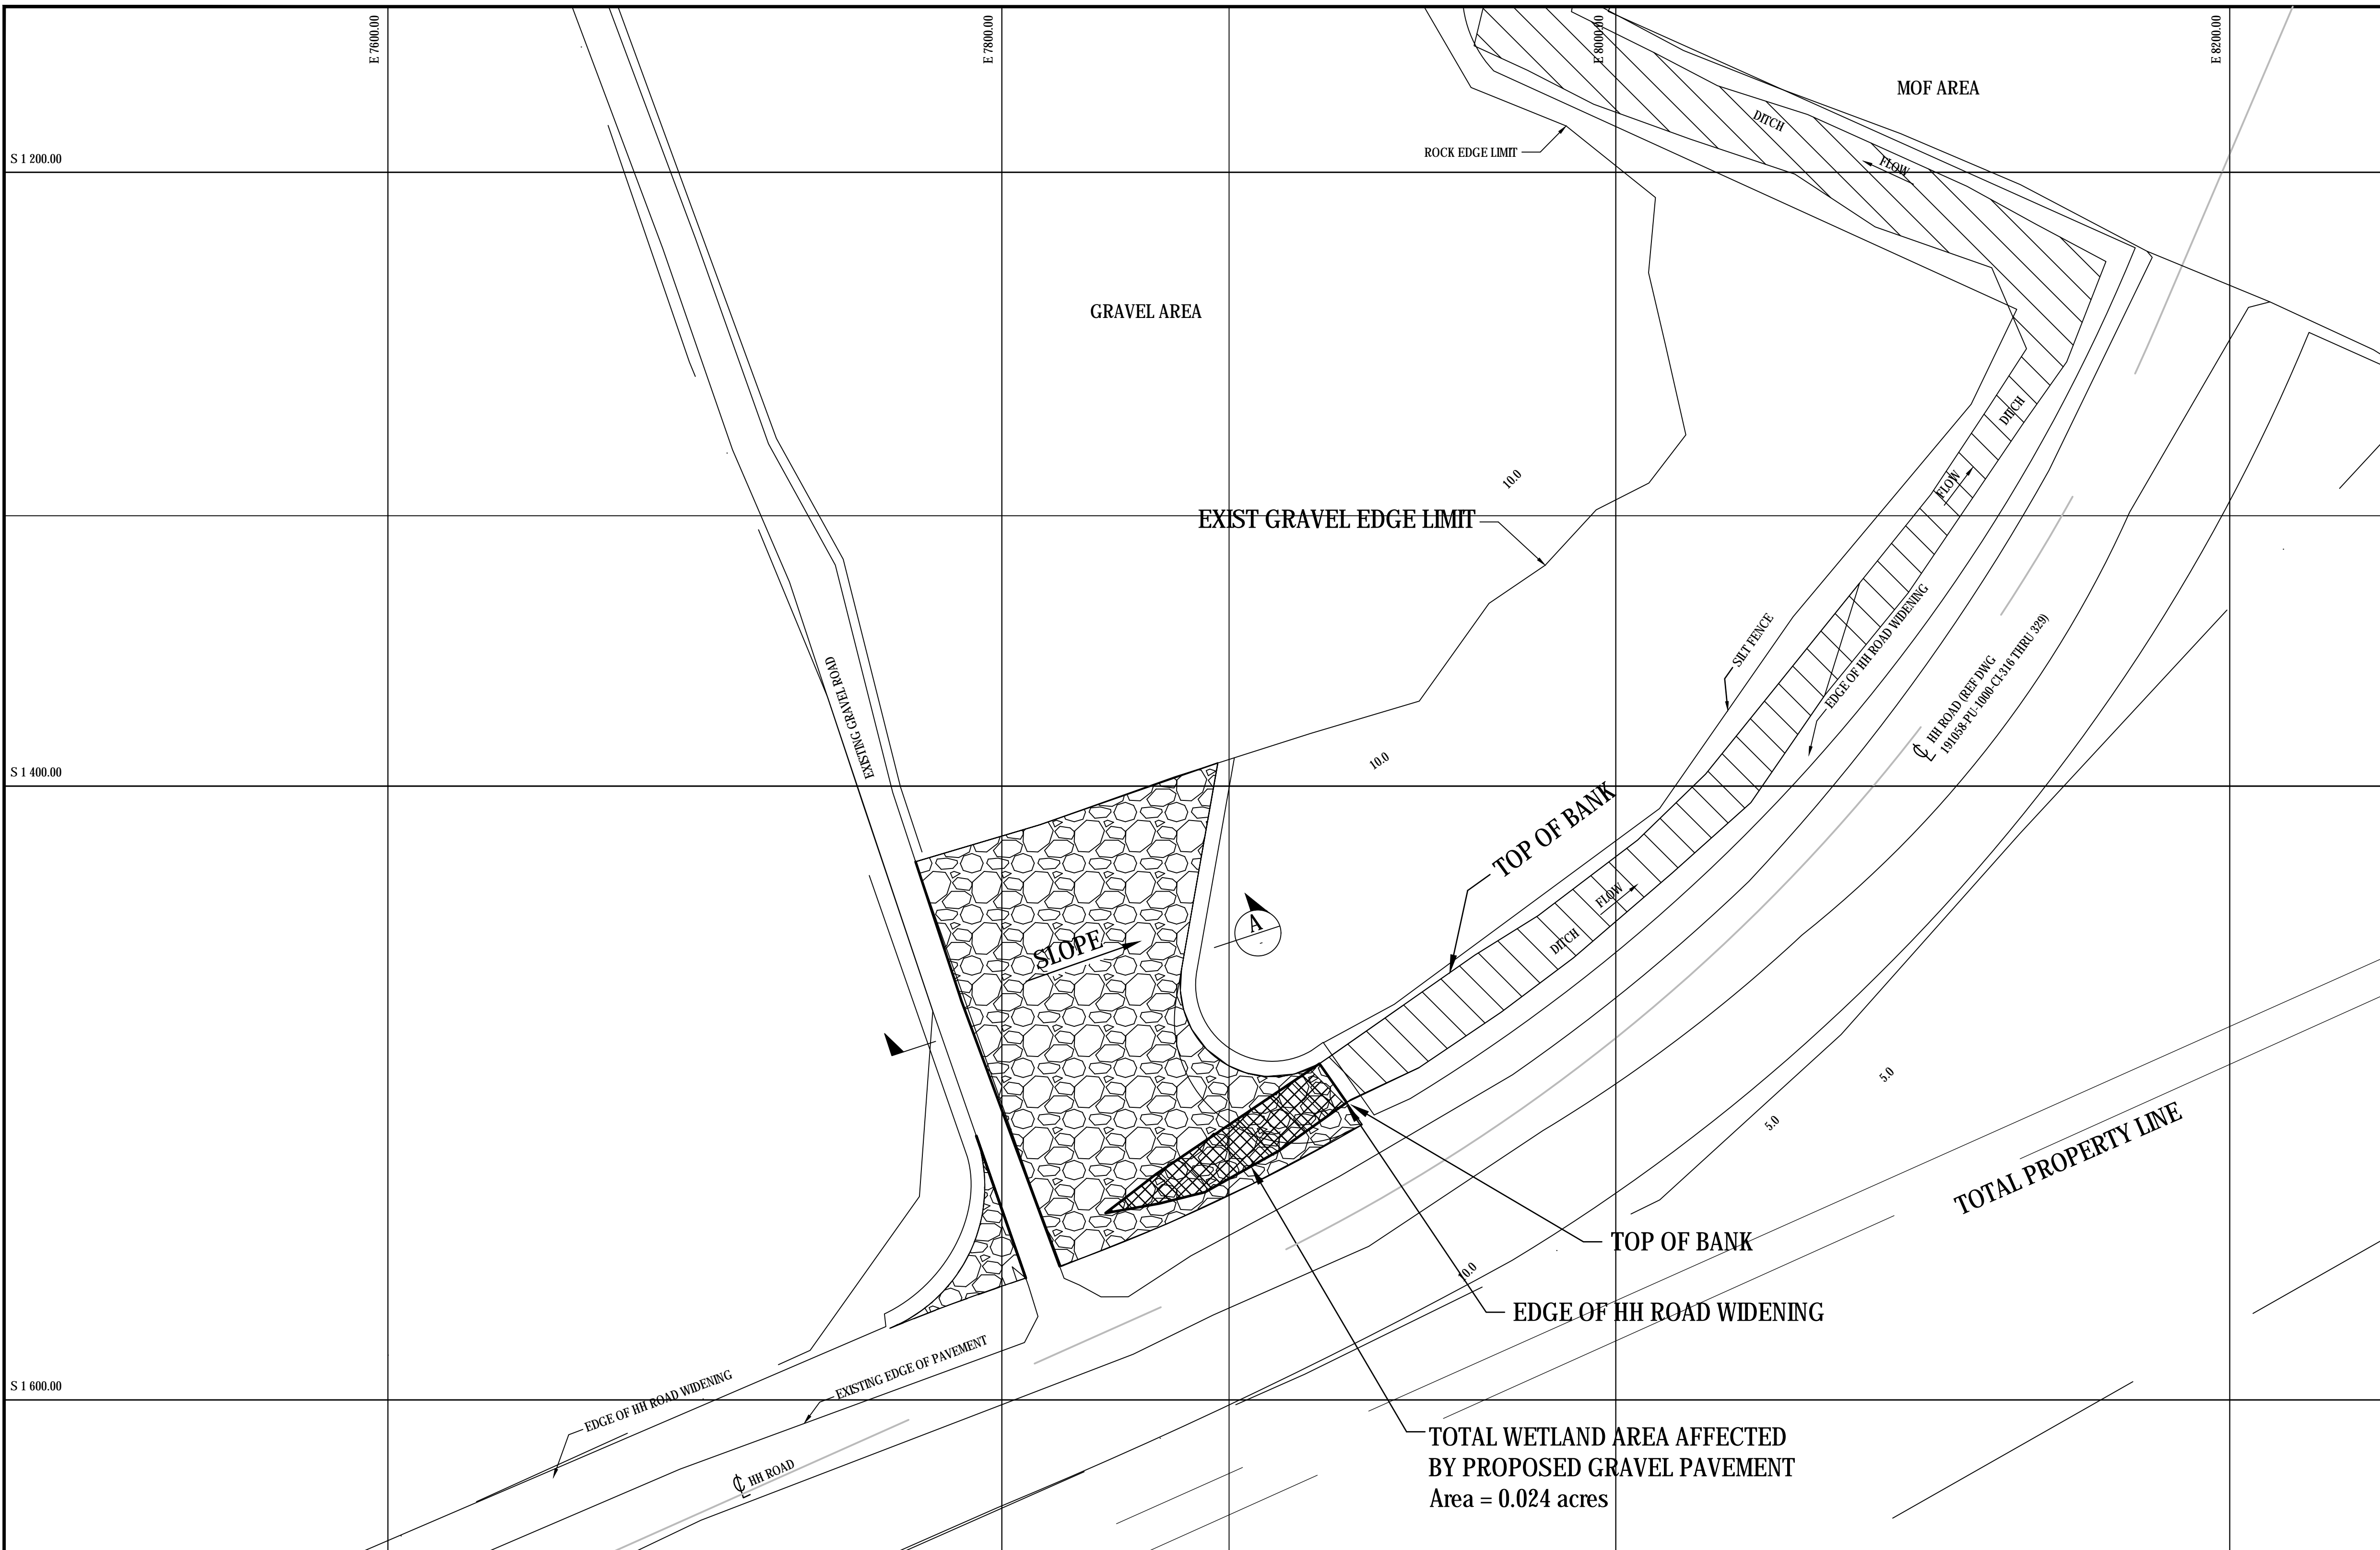 E 7600.00
E 7800.00
E 8000.00
E 8200.00
MOF AREA
DITCH
ROCK EDGE LIMIT
S 1 200.00
FLOW
GRAVEL AREA
DITCH
10.0
FLOW
EXIST GRAVEL EDGE LIMIT
SILT FENCE
EDGE OF HH ROAD WIDENING
HH ROAD (REF DWG
191058-PU-1000-CI-316 THRU 329)
EXISTING GRAVEL ROAD
10.0
S 1 400.00
TOP OF BANK
FLOW
A
SLOPE
DITCH
5.0
5.0
TOTAL PROPERTY LINE
TOP OF BANK
10.0
EDGE OF HH ROAD WIDENING
EXISTING EDGE OF PAVEMENT
S 1 600.00
EDGE OF HH ROAD WIDENING
HH ROAD
TOTAL WETLAND AREA AFFECTED
BY PROPOSED GRAVEL PAVEMENT
Area = 0.024 acres